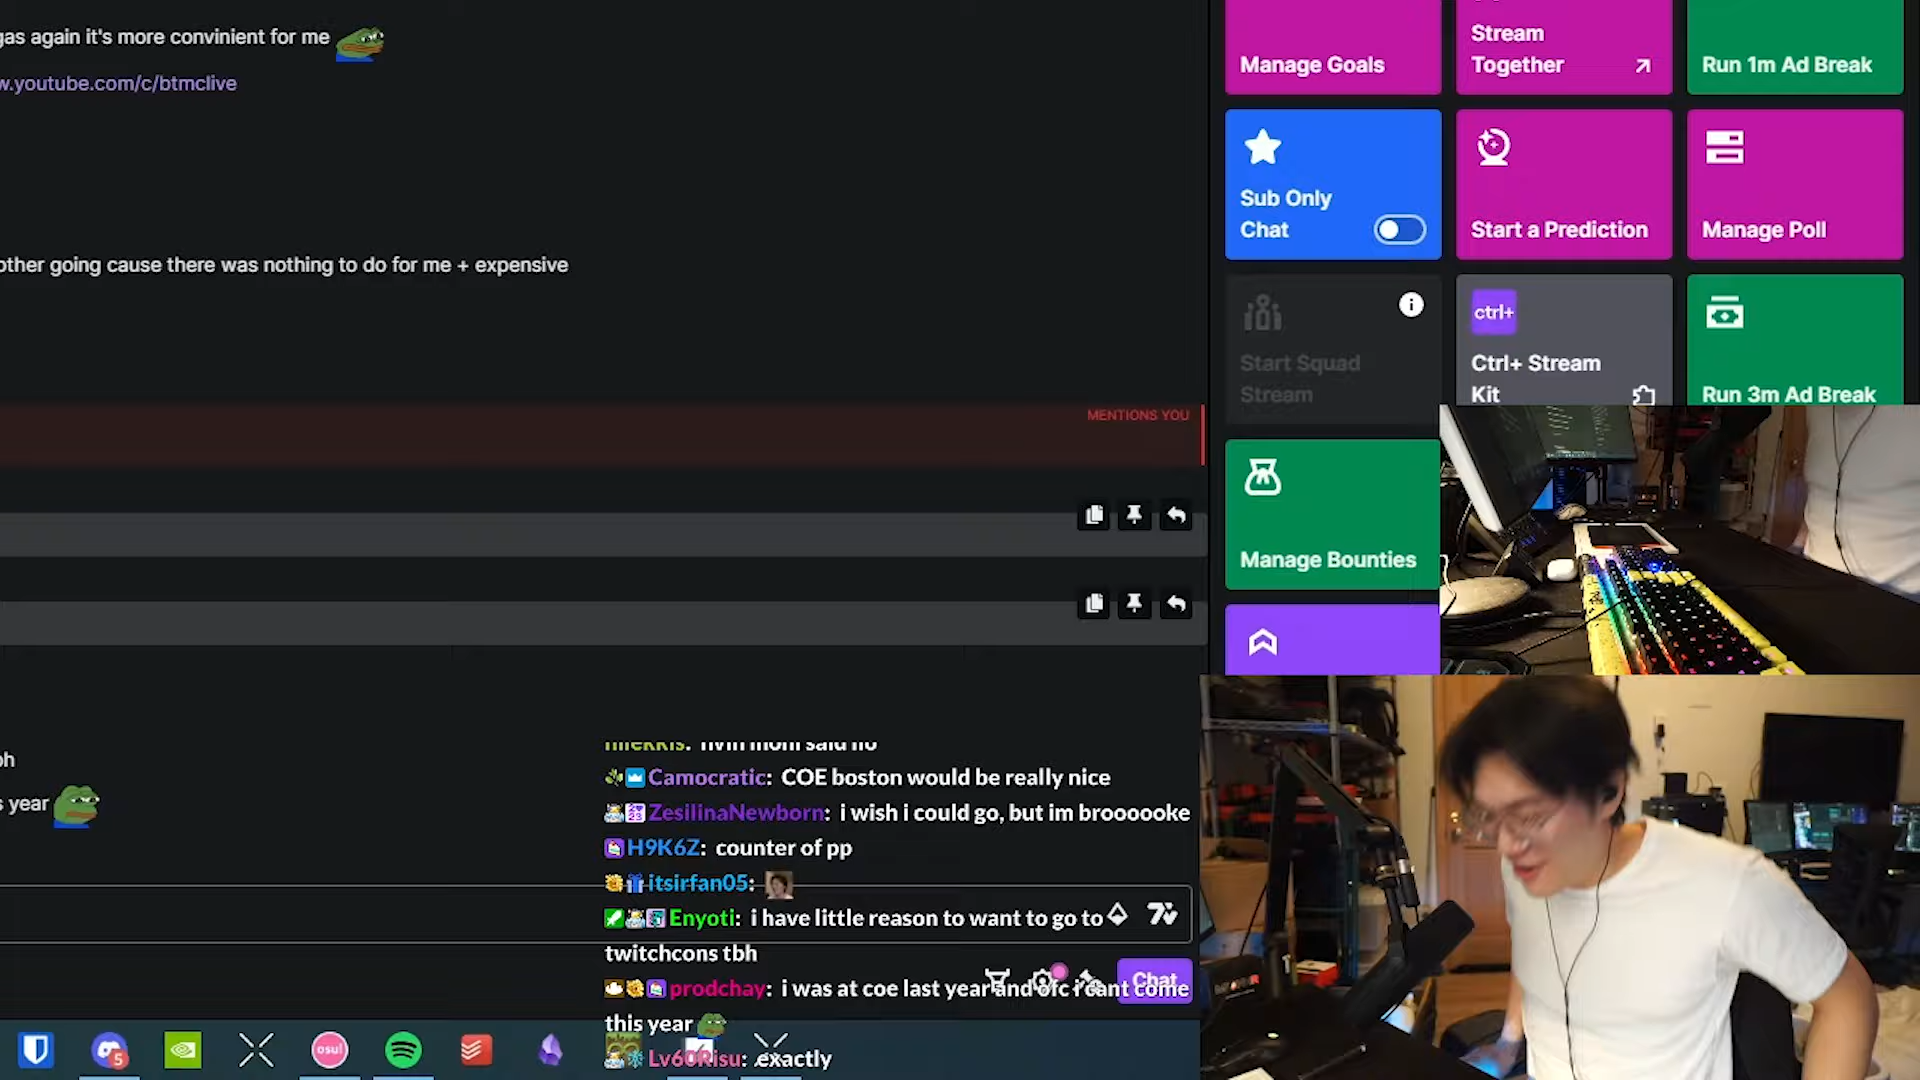 gas again it's more convinient for me
w.youtube.com/c/btmclive
other going cause there was nothing to do for me + expensive
MENTIONS YOU
oh
s year
Manage Goals
Stream
Together
Run 1m Ad Break
Sub Only
Chat
Start a Prediction
Manage Poll
Start Squad
Stream
ctrl+
Ctrl+ Stream
Kit
Run 3m Ad Break
Manage Bounties
said no
Camocratic: COE boston would be really nice
ZesilinaNewborn: i wish i could go, but im broooooke
H9K6Z: counter of pp
itsirfan05:
Enyoti: i have little reason to want to go to
twitchcons tbh
Chat
prodchay: i was at coe last year and ofc i cant come
this year
Lv60Risu: exactly
5
osu!